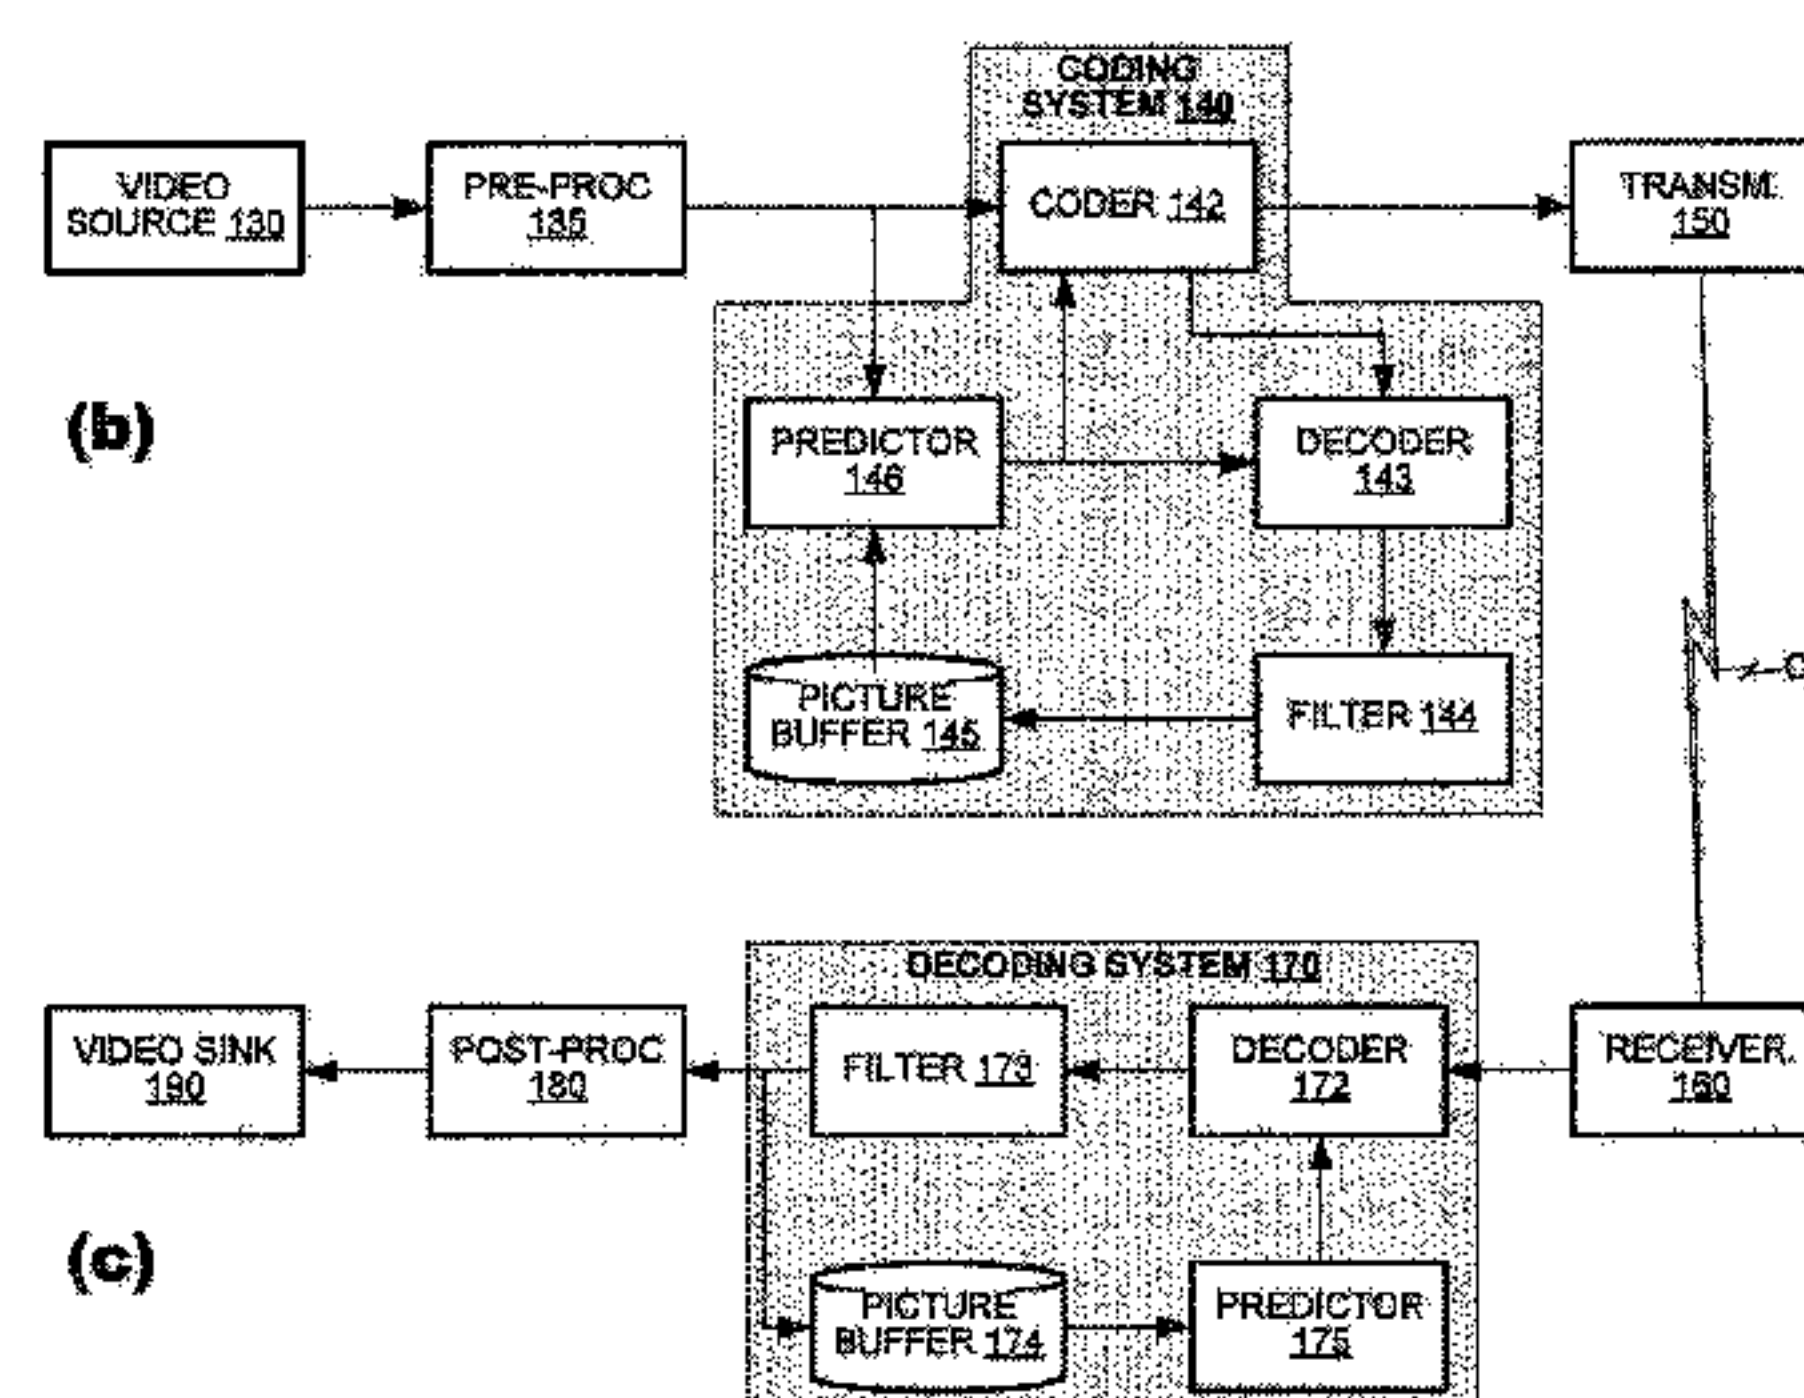 CODING
SYSTEM 140
VIDEO
SOURCE 130
PRE-PROC
135
CODER 142
TRANSM.
150
(b)
PREDICTOR
146
DECODER
143
PICTURE
BUFFER 145
FILTER 144
DECODING SYSTEM 170
VIDEO SINK
190
POST-PROC
180
FILTER 173
DECODER
172
RECEIVER
160
(c)
PICTURE
BUFFER 174
PREDICTOR
175